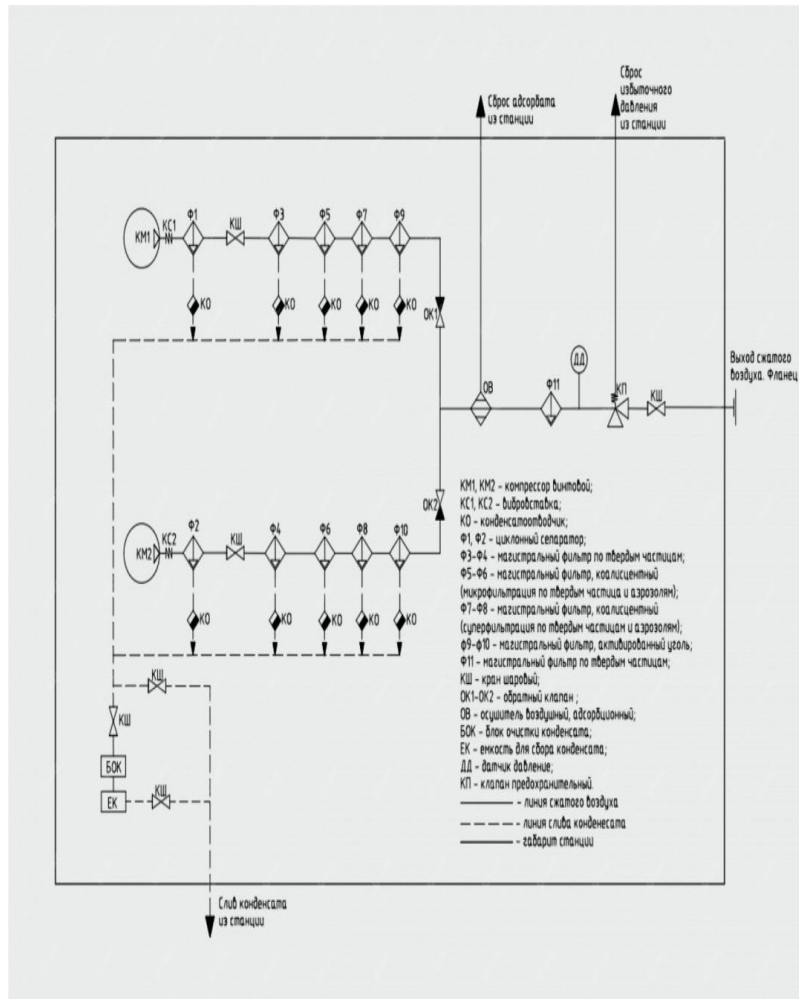 Сброс
избыточного
давления
из станции
Сброс адсорбата
из станции
Ф1 КШ Ф3 Ф5 Ф7 Ф9
КМ1 КС1
КО КО КО КО КО
ОК1
ДД
Выход сжатого
воздуха. Фланец
ОВ Ф11 КП КШ
ОК2
Ф2 КШ Ф4 Ф6 Ф8 Ф10
КМ2 КС2
КО КО КО КО КО
КШ
КШ
БОК
ЕК КШ
КМ1, КМ2 - компрессор винтовой;
КС1, КС2 - вибровставка;
КО - конденсатоотводчик;
Ф1, Ф2 - циклонный сепаратор;
Ф3-Ф4 - магистральный фильтр по твердым частицам;
Ф5-Ф6 - магистральный фильтр, коалисцентный
(микрофильтрация по твердым частица и аэрозолям);
Ф7-Ф8 - магистральный фильтр, коалисцентный
(суперфильтрация по твердым частицам и аэрозолям);
ф9-ф10 - магистральный фильтр, активированный уголь;
Ф11 - магистральный фильтр по твердым частицам;
КШ - кран шаровый;
ОК1-ОК2 - обратный клапан ;
ОВ - осушитель воздушный, адсорбционный;
БОК - блок очистки конденсата;
ЕК - емкость для сбора конденсата;
ДД - датчик давление;
КП - клапан предохранительный.
- линия сжатого воздуха
- линия слива конденесата
- габарит станции
Слив конденсата
из станции